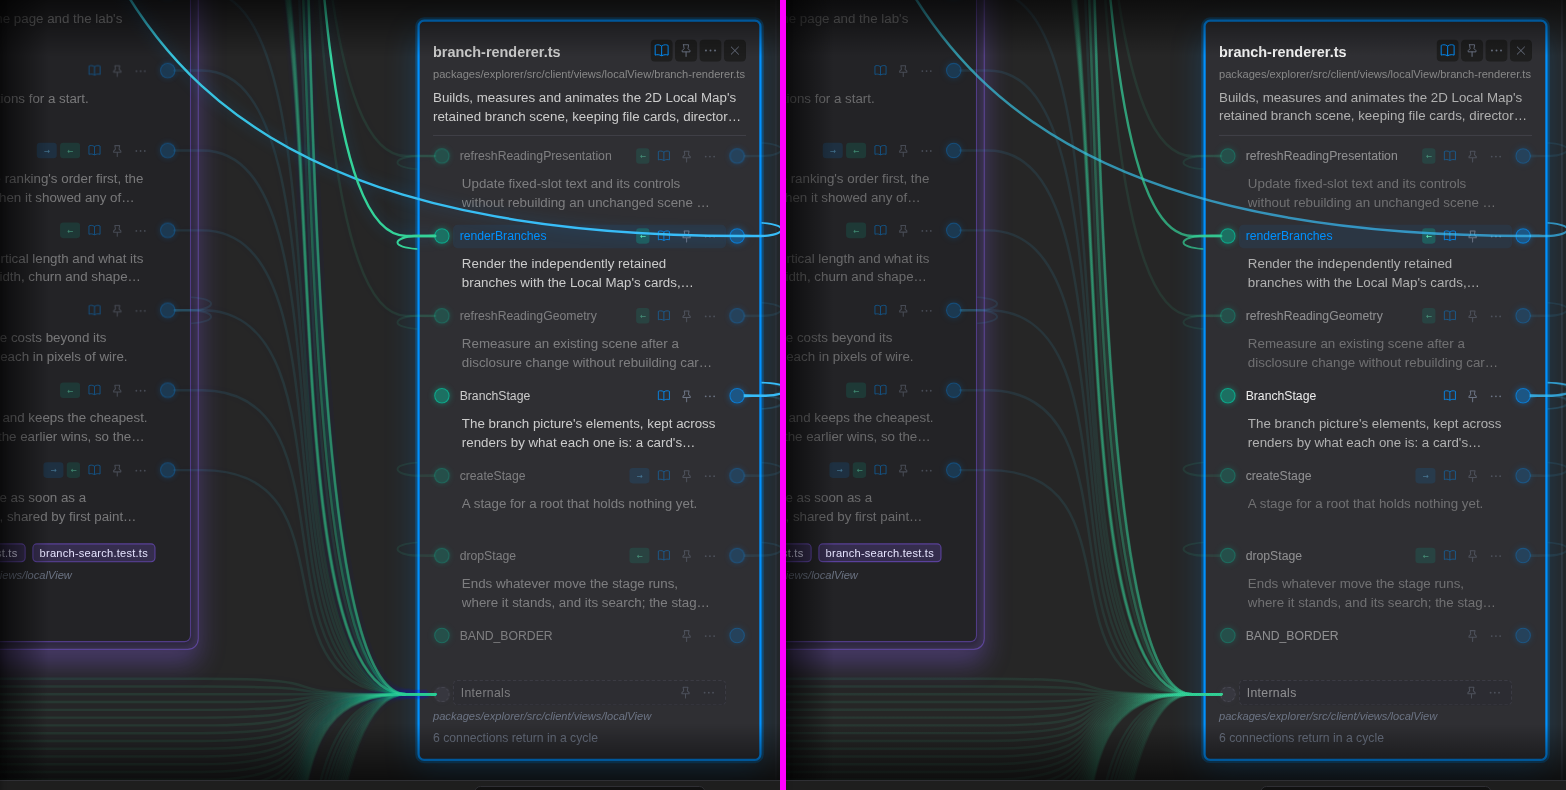 e page and the lab's
ions for a start.
ranking's order first, the
hen it showed any of…
rtical length and what its
idth, churn and shape…
e costs beyond its
each in pixels of wire.
and keeps the cheapest.
the earlier wins, so the…
e as soon as a
, shared by first paint…
st.ts
branch-search.test.ts
views/localView
branch-renderer.ts
packages/explorer/src/client/views/localView/branch-renderer.ts
Builds, measures and animates the 2D Local Map's
retained branch scene, keeping file cards, director…
refreshReadingPresentation
Update fixed-slot text and its controls
without rebuilding an unchanged scene …
renderBranches
Render the independently retained
branches with the Local Map's cards,…
refreshReadingGeometry
Remeasure an existing scene after a
disclosure change without rebuilding car…
BranchStage
The branch picture's elements, kept across
renders by what each one is: a card's…
createStage
A stage for a root that holds nothing yet.
dropStage
Ends whatever move the stage runs,
where it stands, and its search; the stag…
BAND_BORDER
Internals
packages/explorer/src/client/views/localView
6 connections return in a cycle
e page and the lab's
ions for a start.
ranking's order first, the
hen it showed any of…
rtical length and what its
idth, churn and shape…
e costs beyond its
each in pixels of wire.
and keeps the cheapest.
the earlier wins, so the…
e as soon as a
, shared by first paint…
st.ts
branch-search.test.ts
views/localView
branch-renderer.ts
packages/explorer/src/client/views/localView/branch-renderer.ts
Builds, measures and animates the 2D Local Map's
retained branch scene, keeping file cards, director…
refreshReadingPresentation
Update fixed-slot text and its controls
without rebuilding an unchanged scene …
renderBranches
Render the independently retained
branches with the Local Map's cards,…
refreshReadingGeometry
Remeasure an existing scene after a
disclosure change without rebuilding car…
BranchStage
The branch picture's elements, kept across
renders by what each one is: a card's…
createStage
A stage for a root that holds nothing yet.
dropStage
Ends whatever move the stage runs,
where it stands, and its search; the stag…
BAND_BORDER
Internals
packages/explorer/src/client/views/localView
6 connections return in a cycle